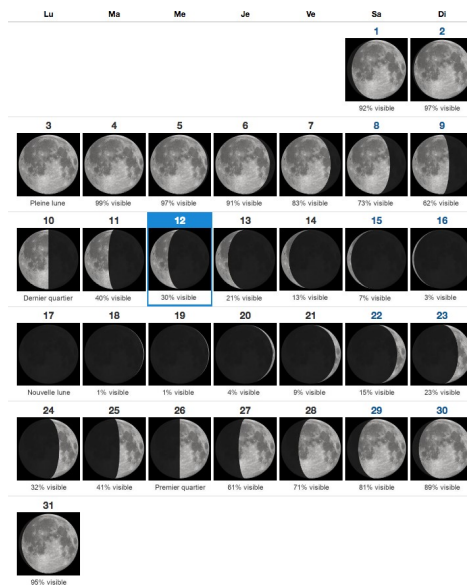 Lu Ma Me Je Ve Sa Di
1 2
92% visible 97% visible
3 4 5 6 7 8 9
Pleine lune 99% visible 97% visible 91% visible 83% visible 73% visible 62% visible
10 11 12 13 14 15 16
Dernier quartier 40% visible 30% visible 21% visible 13% visible 7% visible 3% visible
17 18 19 20 21 22 23
Nouvelle lune 1% visible 1% visible 4% visible 9% visible 15% visible 23% visible
24 25 26 27 28 29 30
32% visible 41% visible Premier quartier 61% visible 71% visible 81% visible 89% visible
31
95% visible